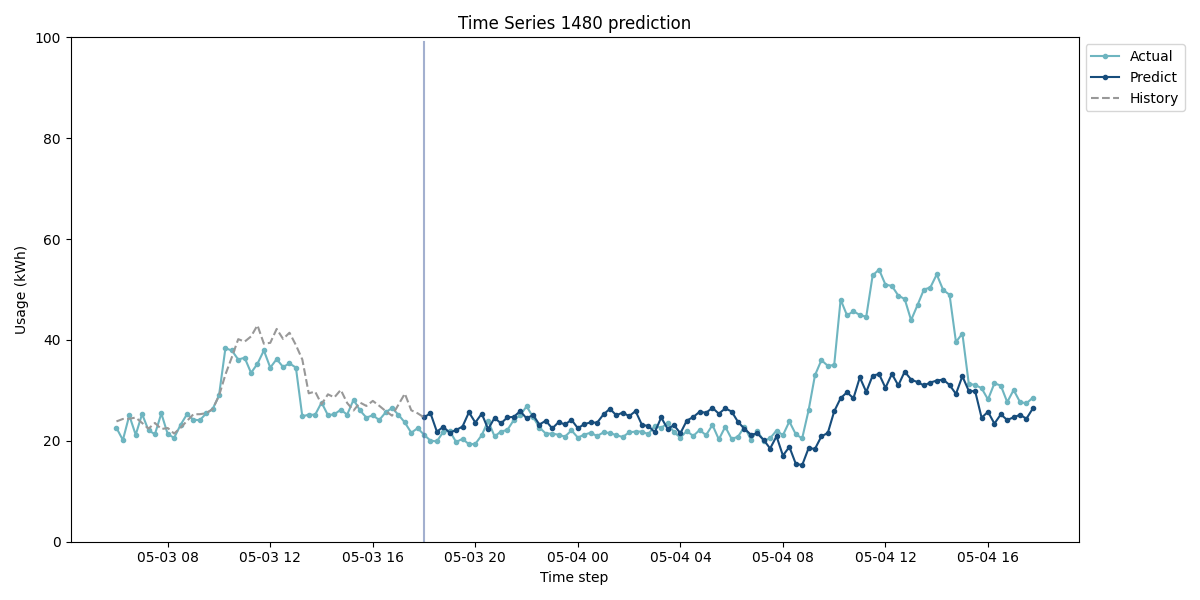 Time Series 1480 prediction
100
80
60
40
20
0
Usage (kWh)
05-03 08
05-03 12
05-03 16
05-03 20
05-04 00
05-04 04
05-04 08
05-04 12
05-04 16
Time step
Actual
Predict
History